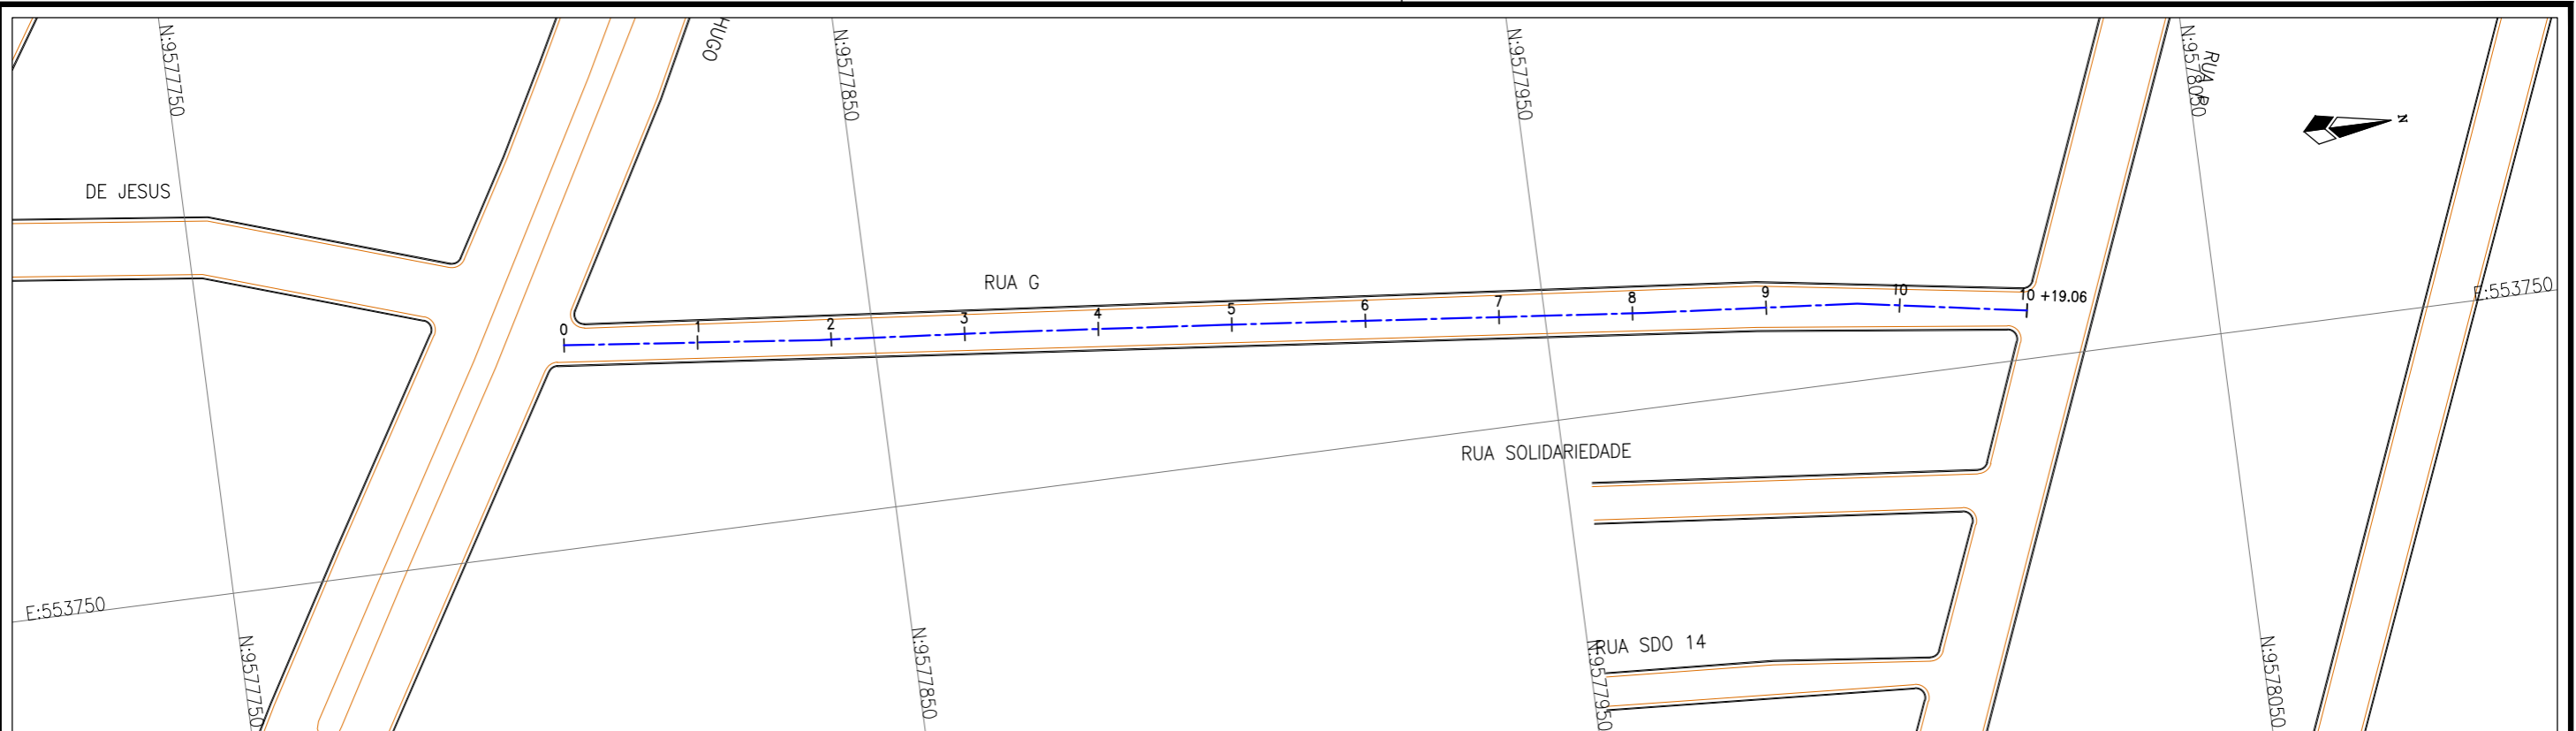 N:9577750
HUGO
N:9577850
N:9577950
N:9578050
RUA R
N
DE JESUS
RUA G
0
1
2
3
4
5
6
7
8
9
10
10 +19.06
E:553750
RUA SOLIDARIEDADE
E:553750
RUA SDO 14
N:9577750
N:9577850
N:9577950
N:9578050